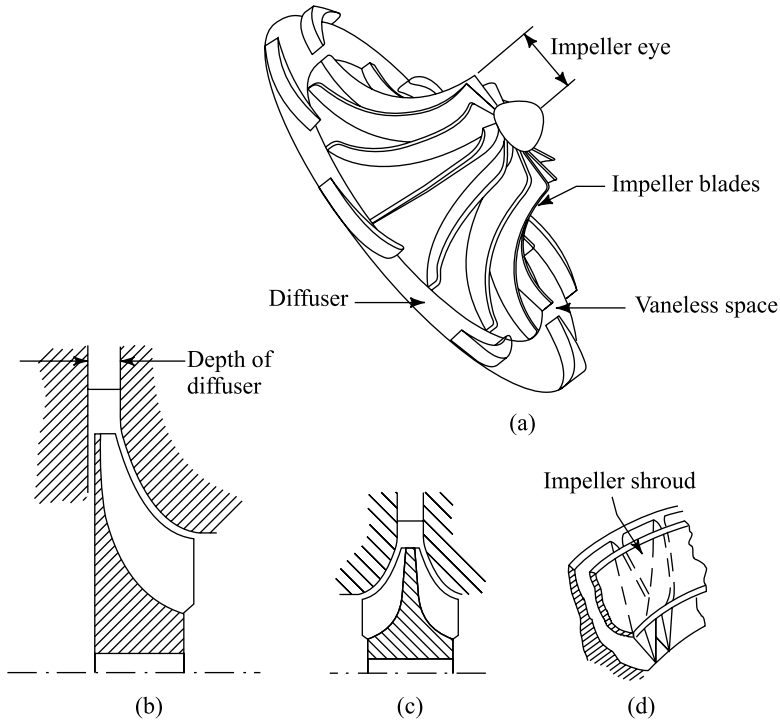 Impeller eye
Impeller blades
Diffuser
Vaneless space
Depth of
diffuser
(a)
Impeller shroud
(b)
(c)
(d)